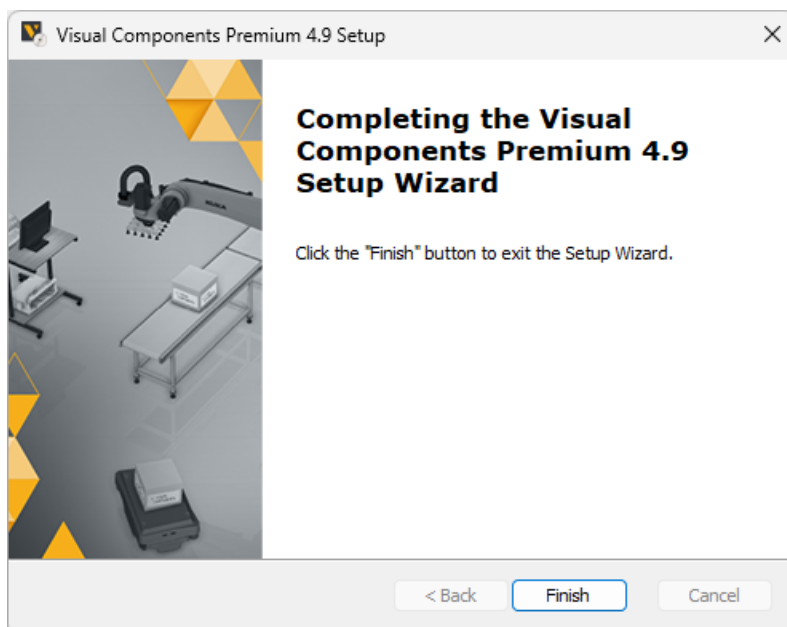 Visual Components Premium 4.9 Setup
Completing the Visual
Components Premium 4.9
Setup Wizard
Click the "Finish" button to exit the Setup Wizard.
< Back
Finish
Cancel